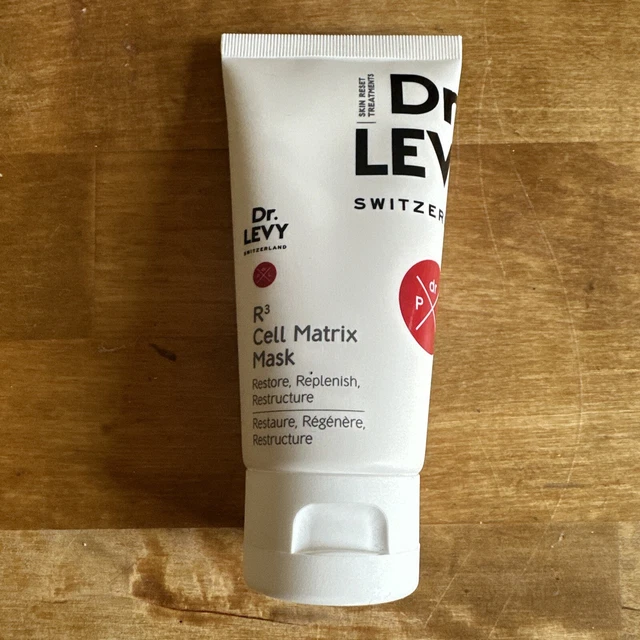 SKIN RESET
TREATMENTS
Dr
LEV
SWITZER
Dr.
LEVY
SWITZERLAND
dr
P
R³
Cell Matrix
Mask
Restore, Replenish,
Restructure
Restaure, Régénère,
Restructure